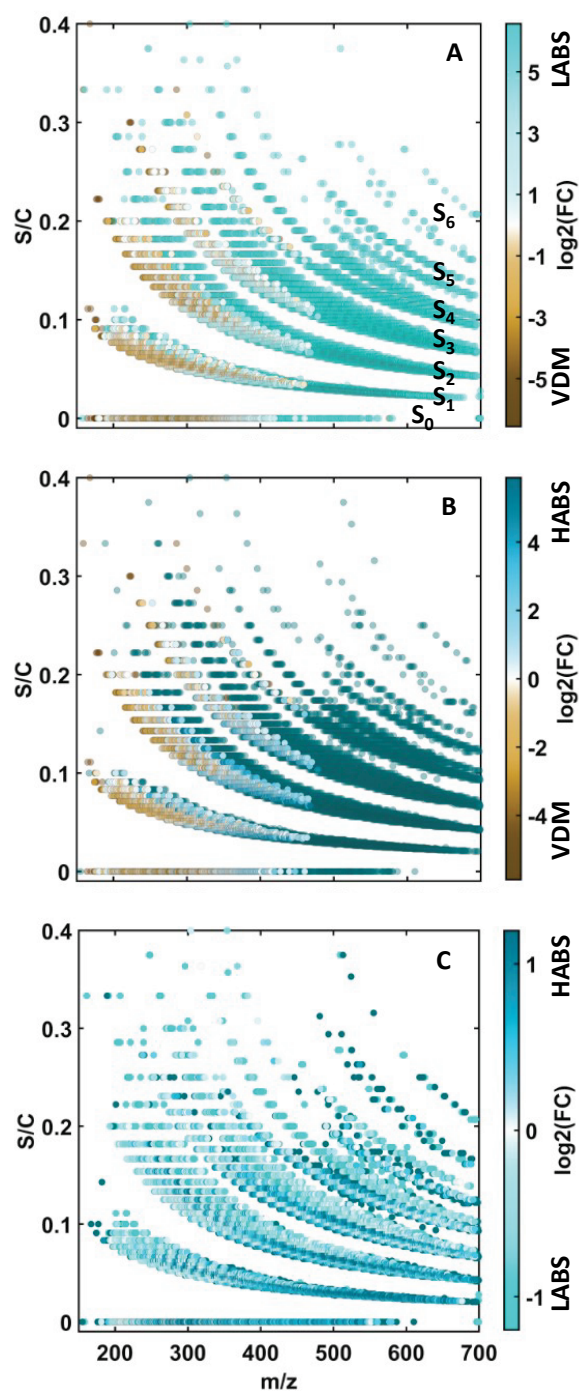 A
0.4
0.3
0.2
0.1
0
S/C
S6
S5
S4
S3
S2
S1
S0
5
3
1
-1
-3
-5
LABS
log2(FC)
VDM
B
0.4
0.3
0.2
0.1
0
S/C
4
2
0
-2
-4
HABS
log2(FC)
VDM
C
0.4
0.3
0.2
0.1
0
S/C
200 300 400 500 600 700
m/z
1
0
-1
HABS
log2(FC)
LABS